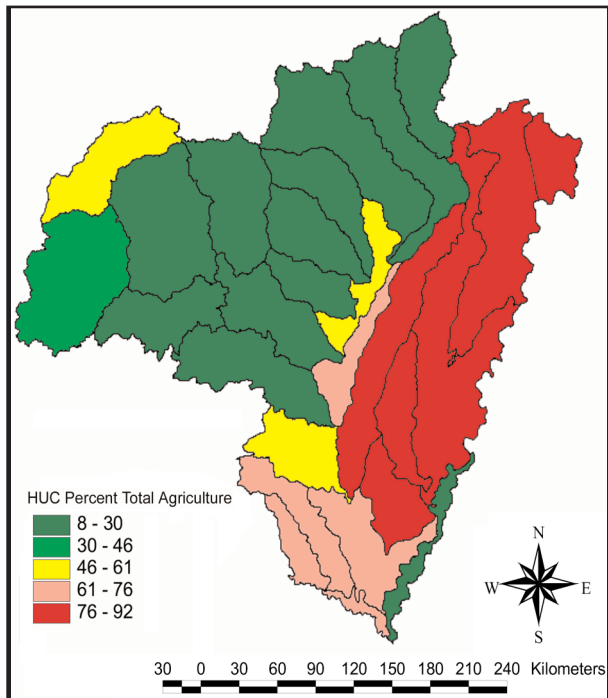 HUC Percent Total Agriculture
8 - 30
30 - 46
46 - 61
61 - 76
76 - 92
N
W E
S
30 0 30 60 90 120 150 180 210 240 Kilometers